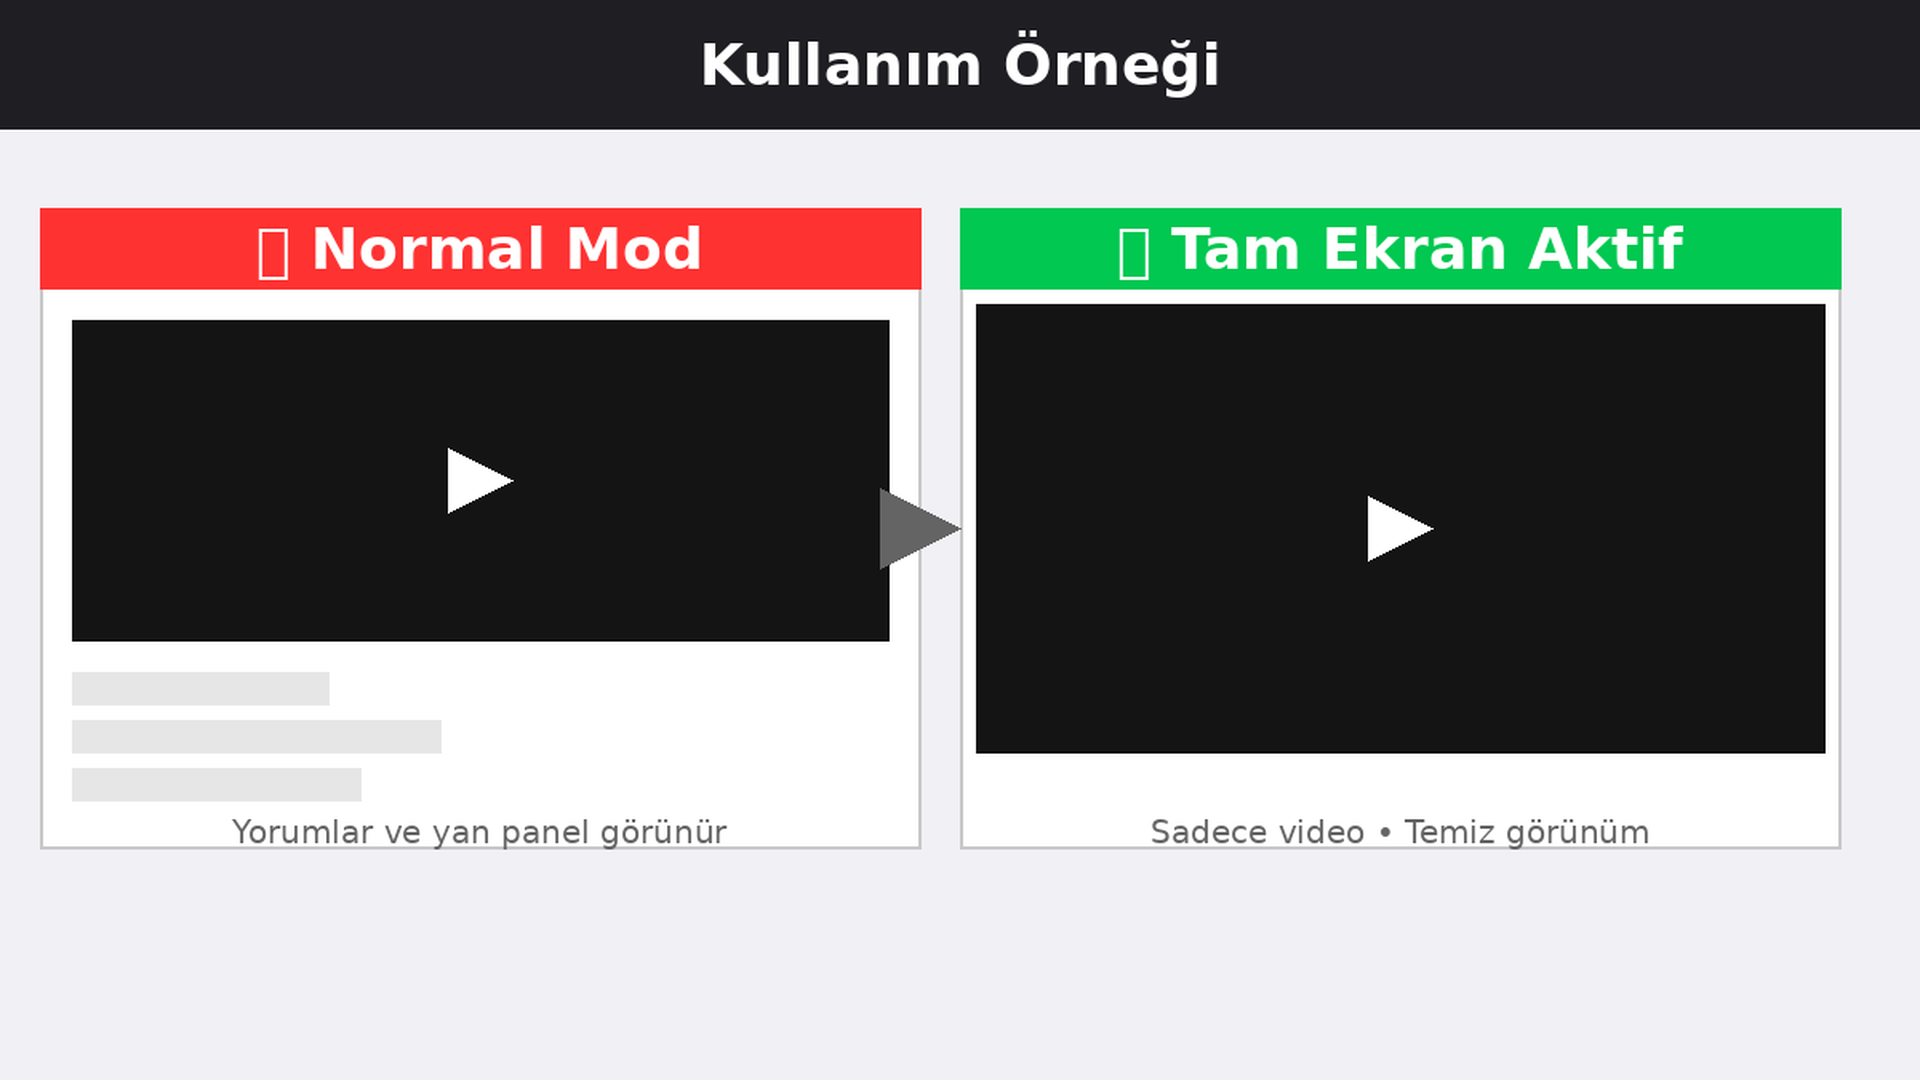 Kullanım Örneği
Normal Mod
Yorumlar ve yan panel görünür
Tam Ekran Aktif
Sadece video • Temiz görünüm